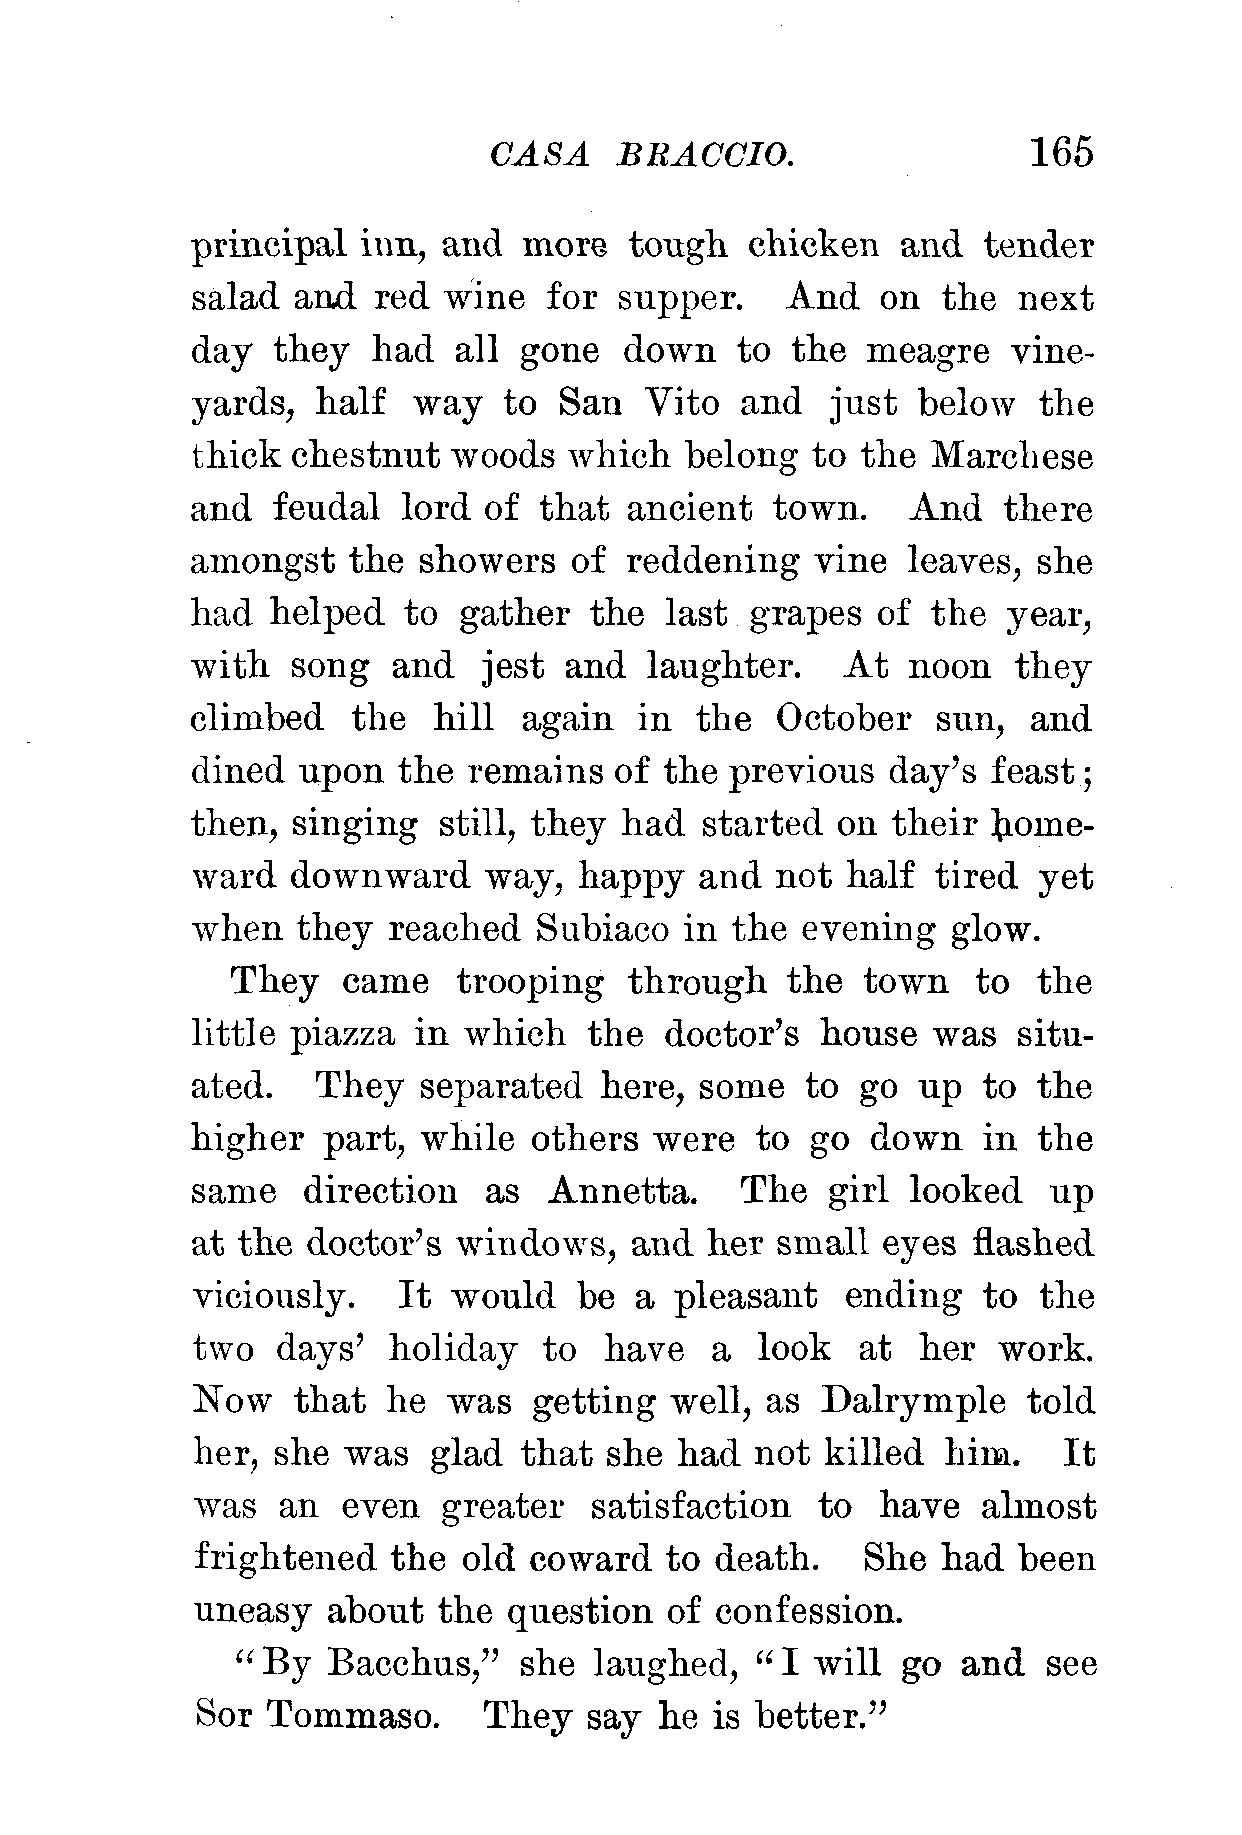 CASA BRACCIO. 165
principal inn, and more tough chicken and tender
salad and red wine for supper. And on the next
day they had all gone down to the meagre vine-
yards, half way to San Vito and just below the
thick chestnut woods which belong to the Marchese
and feudal lord of that ancient town. And there
amongst the showers of reddening vine leaves, she
had helped to gather the last grapes of the year,
with song and jest and laughter. At noon they
climbed the hill again in the October sun, and
dined upon the remains of the previous day's feast;
then, singing still, they had started on their home-
ward downward way, happy and not half tired yet
when they reached Subiaco in the evening glow.
They came trooping through the town to the
little piazza in which the doctor's house was situ-
ated. They separated here, some to go up to the
higher part, while others were to go down in the
same direction as Annetta. The girl looked up
at the doctor's windows, and her small eyes flashed
viciously. It would be a pleasant ending to the
two days' holiday to have a look at her work.
Now that he was getting well, as Dalrymple told
her, she was glad that she had not killed him. It
was an even greater satisfaction to have almost
frightened the old coward to death. She had been
uneasy about the question of confession.
"By Bacchus," she laughed, "I will go and see
Sor Tommaso. They say he is better."